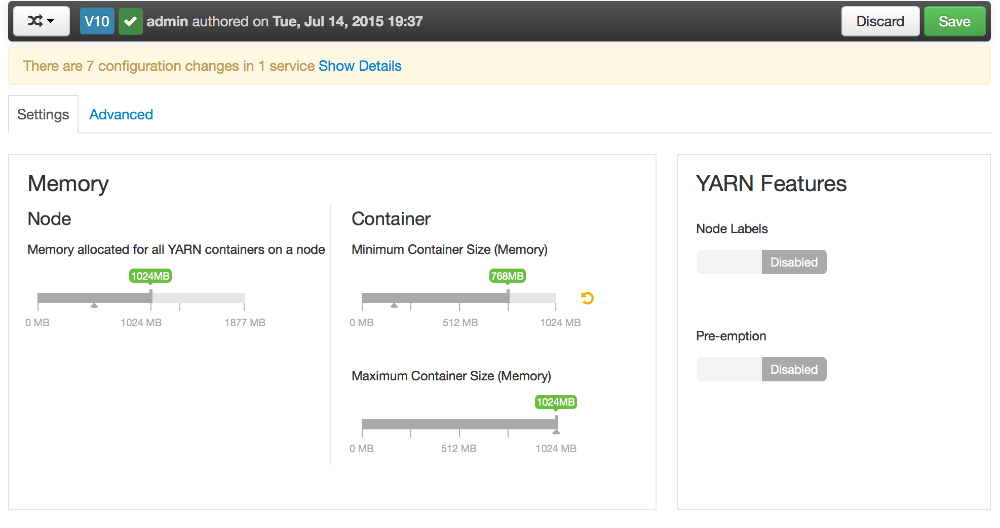 V10 admin authored on Tue, Jul 14, 2015 19:37 Discard Save
There are 7 configuration changes in 1 service Show Details
Settings Advanced
Memory
Node
Memory allocated for all YARN containers on a node
1024MB
0 MB 1024 MB 1877 MB
Container
Minimum Container Size (Memory)
768MB
0 MB 512 MB 1024 MB
Maximum Container Size (Memory)
1024MB
0 MB 512 MB 1024 MB
YARN Features
Node Labels
Disabled
Pre-emption
Disabled